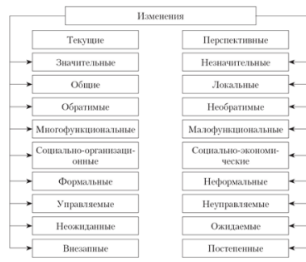 Изменения
Текущие
Перспективные
Значительные
Незначительные
Общие
Локальные
Обратимые
Необратимые
Многофункциональные
Малофункциональные
Социально-организаци-
онные
Социально-экономи-
ческие
Формальные
Неформальные
Управляемые
Неуправляемые
Неожиданные
Ожидаемые
Внезапные
Постепенные